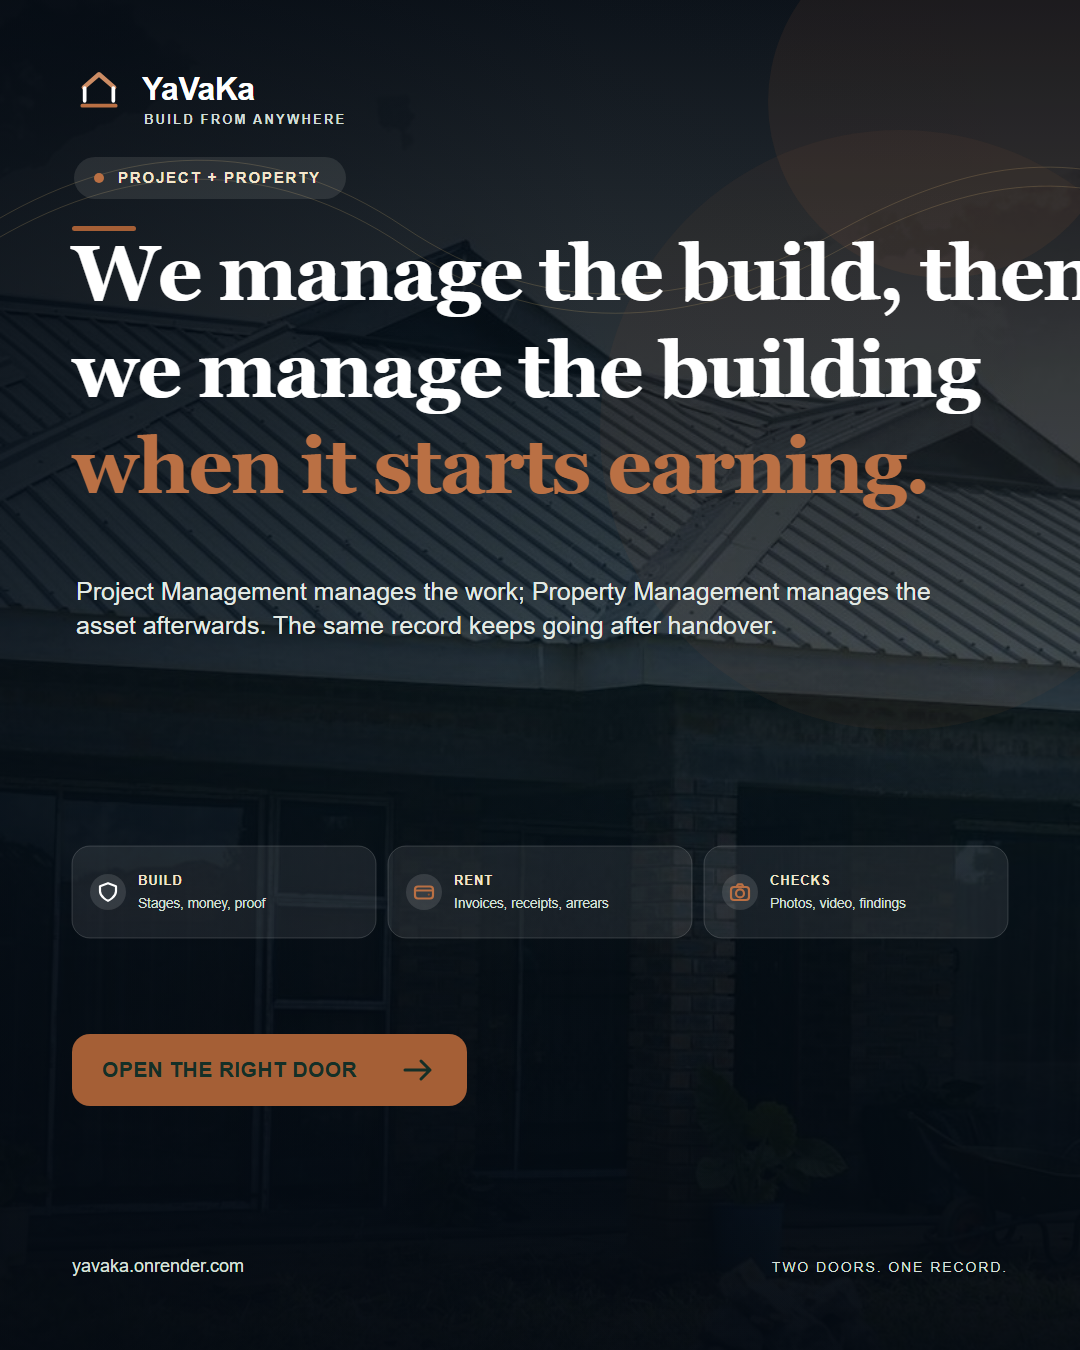 YaVaKa
BUILD FROM ANYWHERE
PROJECT + PROPERTY
We manage the build, then
we manage the building
when it starts earning.
Project Management manages the work; Property Management manages the
asset afterwards. The same record keeps going after handover.
BUILD
Stages, money, proof
RENT
Invoices, receipts, arrears
CHECKS
Photos, video, findings
OPEN THE RIGHT DOOR
yavaka.onrender.com
TWO DOORS. ONE RECORD.